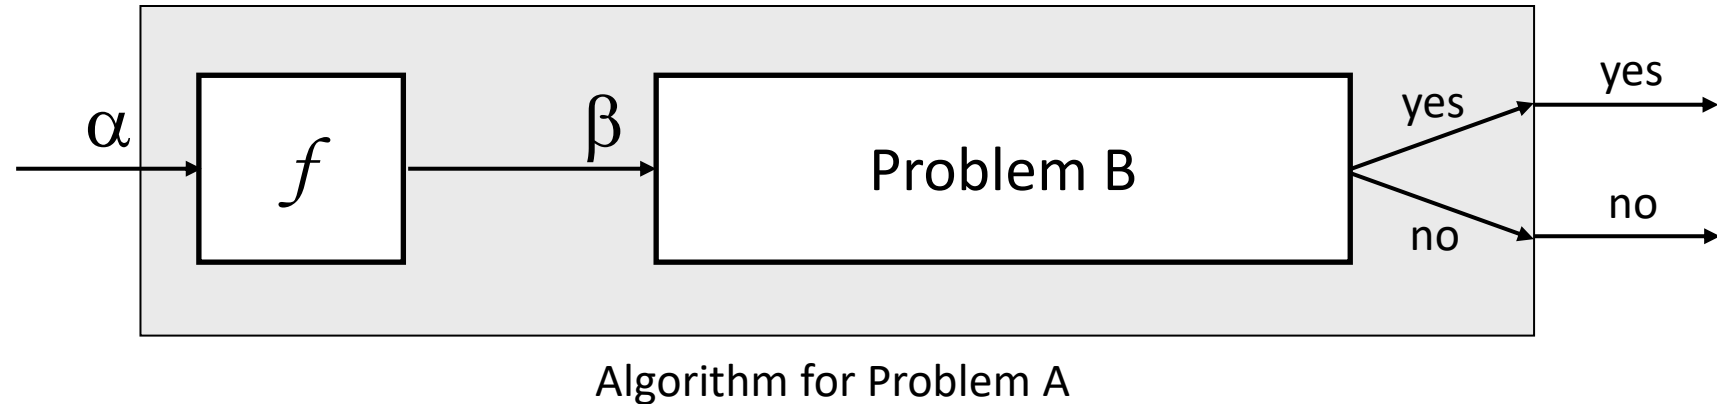 α
f
β
Problem B
yes
no
yes
no
Algorithm for Problem A